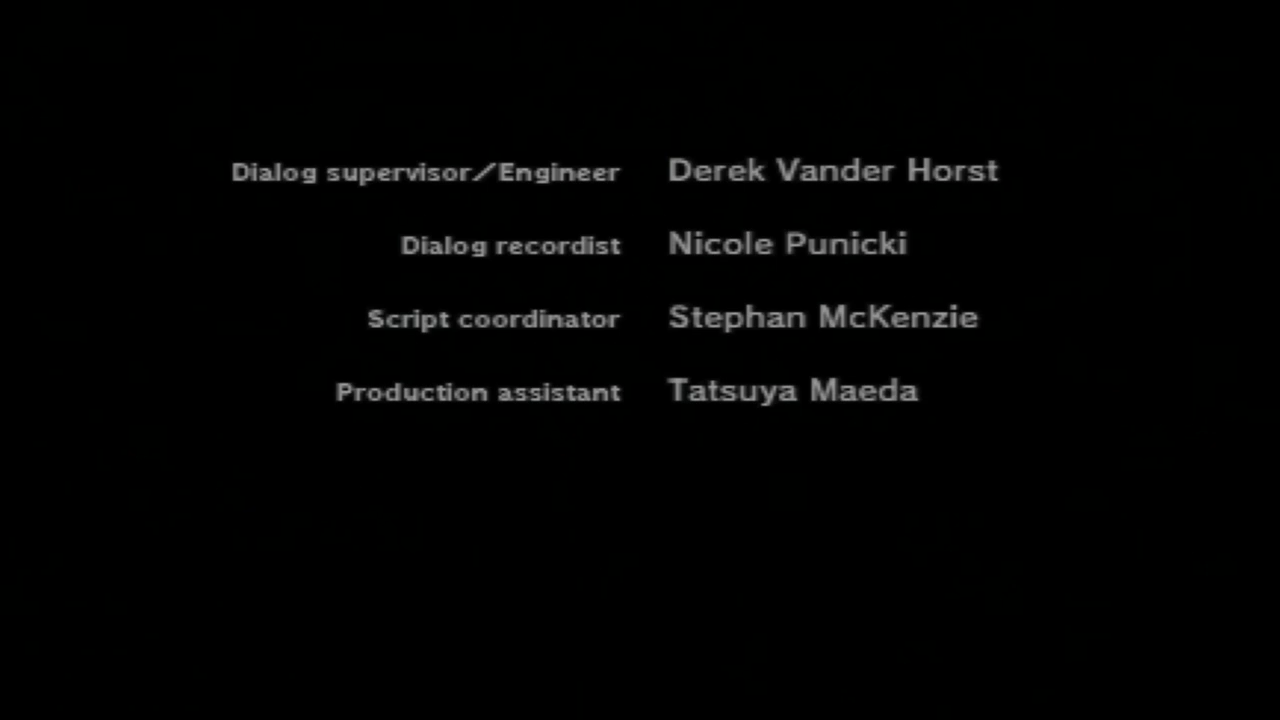 Dialog supervisor/Engineer Derek Vander Horst
Dialog recordist Nicole Punicki
Script coordinator Stephan McKenzie
Production assistant Tatsuya Maeda